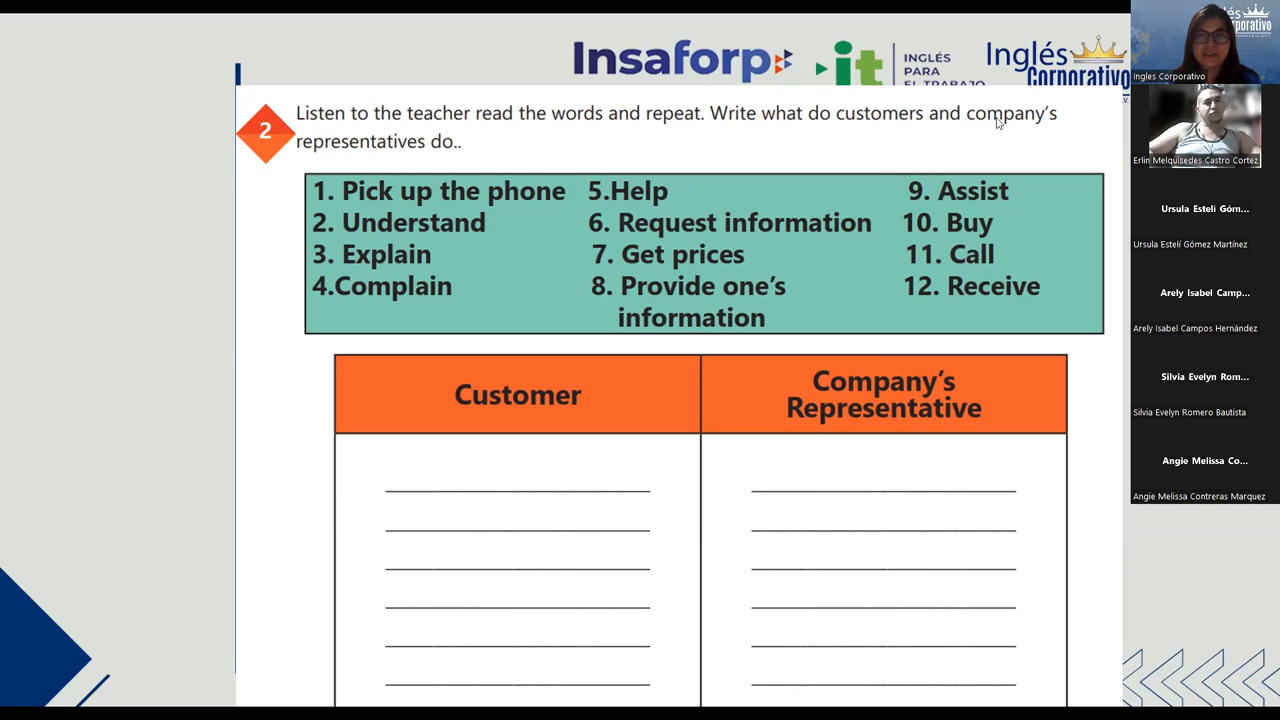 Insaforp
it
INGLÉS
PARA
EL TRABAJO
Inglés
Corporativo
Listen to the teacher read the words and repeat. Write what do customers and company's
2
representatives do..
1. Pick up the phone
2. Understand
3. Explain
4.Complain
5.Help
6. Request information
7. Get prices
8. Provide one's
information
9. Assist
10. Buy
11. Call
12. Receive
Customer
Company's
Representative
Ingles Corporativo
Erlin Melquisedes Castro Cortez
Ursula Estelí Góm...
Ursula Estelí Gómez Martínez
Arely Isabel Camp...
Arely Isabel Campos Hernández
Silvia Evelyn Rom...
Silvia Evelyn Romero Bautista
Angie Melissa Co...
Angie Melissa Contreras Marquez